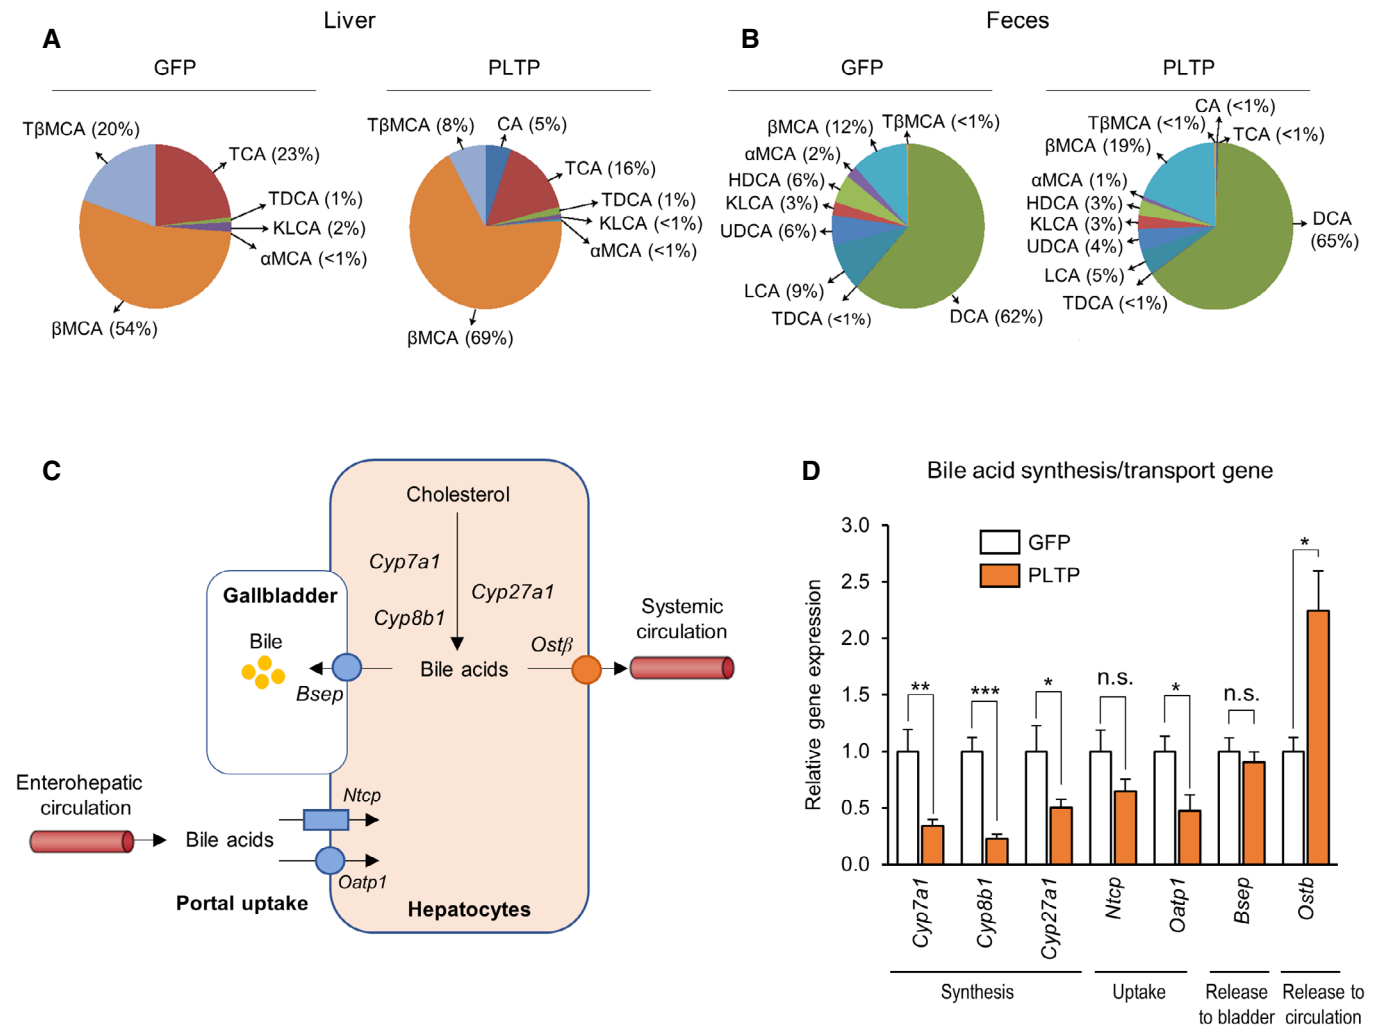 Liver
A
GFP
PLTP
TβMCA (20%)
TCA (23%)
TDCA (1%)
KLCA (2%)
αMCA (<1%)
βMCA (54%)
TβMCA (8%)
CA (5%)
TCA (16%)
TDCA (1%)
KLCA (<1%)
αMCA (<1%)
βMCA (69%)
Feces
B
GFP
PLTP
βMCA (12%)
TβMCA (<1%)
αMCA (2%)
HDCA (6%)
KLCA (3%)
UDCA (6%)
LCA (9%)
TDCA (<1%)
DCA (62%)
CA (<1%)
TβMCA (<1%)
TCA (<1%)
βMCA (19%)
αMCA (1%)
HDCA (3%)
KLCA (3%)
UDCA (4%)
LCA (5%)
TDCA (<1%)
DCA
(65%)
C
Cholesterol
Cyp7a1
Cyp27a1
Cyp8b1
Gallbladder
Bile
Bsep
Bile acids
Ostβ
Systemic
circulation
Enterohepatic
circulation
Bile acids
Ntcp
Oatp1
Portal uptake
Hepatocytes
D
Bile acid synthesis/transport gene
Relative gene expression
3.0
2.5
2.0
1.5
1.0
0.5
0.0
GFP
PLTP
**
***
*
n.s.
*
n.s.
*
Cyp7a1
Cyp8b1
Cyp27a1
Ntcp
Oatp1
Bsep
Ostb
Synthesis
Uptake
Release
to bladder
Release to
circulation